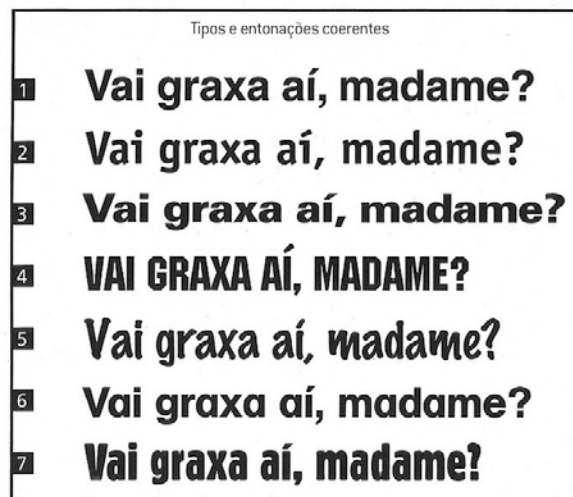 Tipos e entonações coerentes
1 Vai graxa aí, madame?
2 Vai graxa aí, madame?
3 Vai graxa aí, madame?
4 VAI GRAXA AÍ, MADAME?
5 Vai graxa aí, madame?
6 Vai graxa aí, madame?
7 Vai graxa aí, madame?